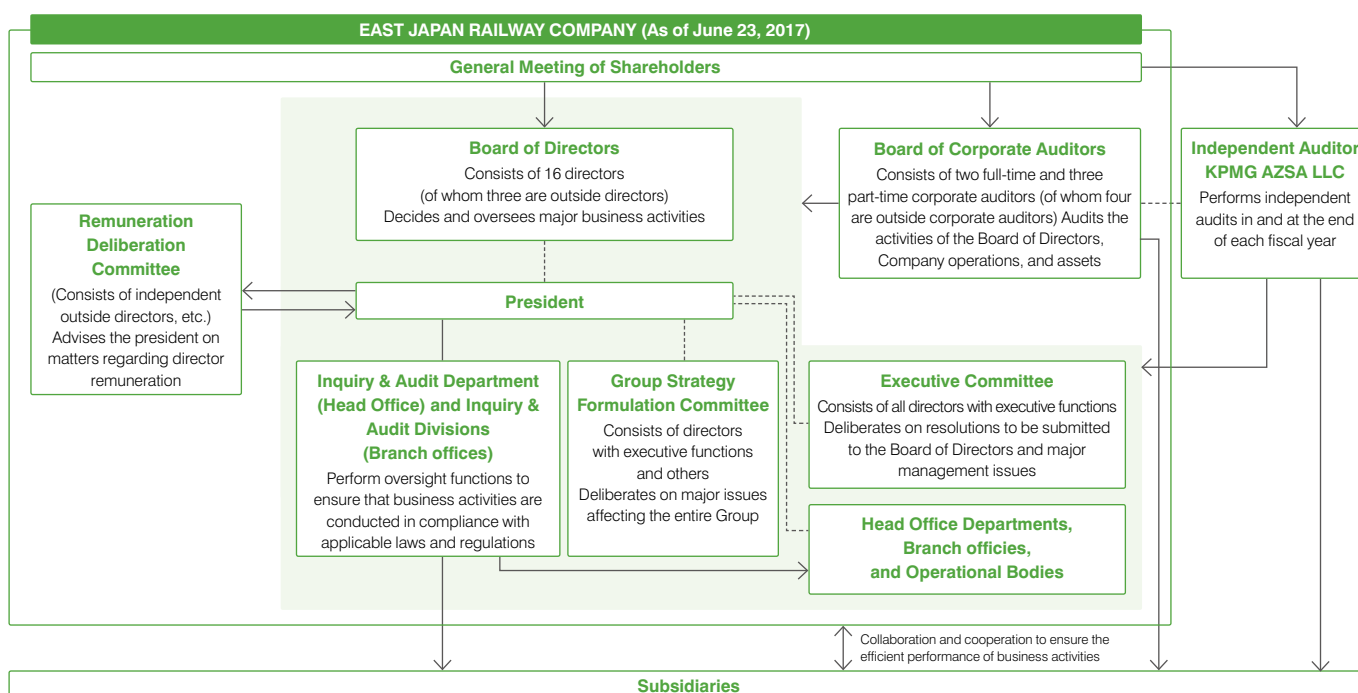 EAST JAPAN RAILWAY COMPANY (As of June 23, 2017)
General Meeting of Shareholders
Board of Directors
Consists of 16 directors
(of whom three are outside directors)
Decides and oversees major business activities
Board of Corporate Auditors
Consists of two full-time and three
part-time corporate auditors (of whom four
are outside corporate auditors) Audits the
activities of the Board of Directors,
Company operations, and assets
Independent Auditor
KPMG AZSA LLC
Performs independent
audits in and at the end
of each fiscal year
Remuneration
Deliberation
Committee
(Consists of independent
outside directors, etc.)
Advises the president on
matters regarding director
remuneration
President
Inquiry & Audit Department
(Head Office) and Inquiry &
Audit Divisions
(Branch offices)
Perform oversight functions to
ensure that business activities are
conducted in compliance with
applicable laws and regulations
Group Strategy
Formulation Committee
Consists of directors
with executive functions
and others
Deliberates on major issues
affecting the entire Group
Executive Committee
Consists of all directors with executive functions
Deliberates on resolutions to be submitted
to the Board of Directors and major
management issues
Head Office Departments,
Branch officies,
and Operational Bodies
Collaboration and cooperation to ensure the
efficient performance of business activities
Subsidiaries